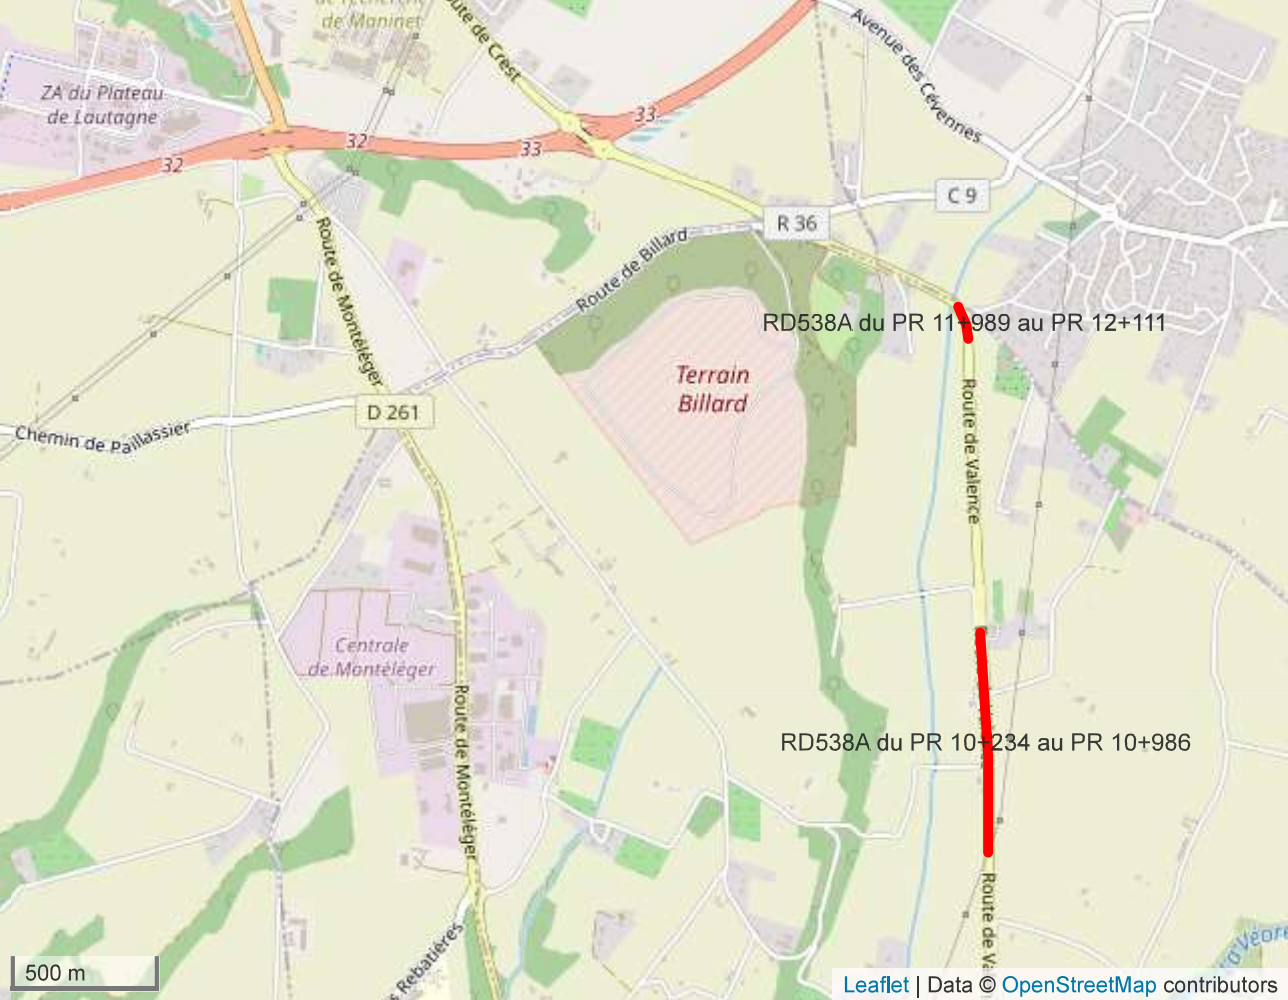 de Recherche
de Maninet
Route de Crest
Avenue des Cévennes
ZA du Plateau
de Lautagne
33
32
33
32
C 9
R 36
Route de Billard
Route de Montéléger
RD538A du PR 11+989 au PR 12+111
Terrain
Billard
D 261
Chemin de Paillassier
Route de Valence
Centrale
de Montéléger
Route de Montéléger
RD538A du PR 10+234 au PR 10+986
Route de Va
s Rebatières
la Véore
500 m
Leaflet | Data © OpenStreetMap contributors